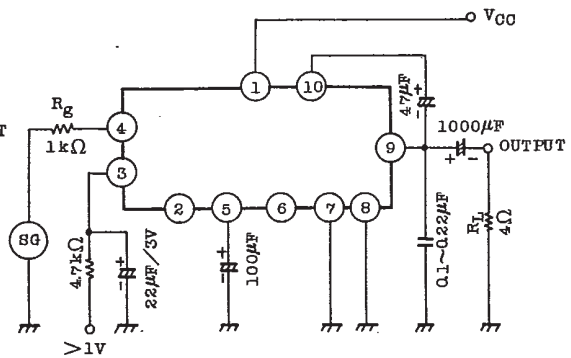 VCC
1
10
47μF
+
-
Rg
1kΩ
T
4
1000μF
+ -
OUTPUT
9
3
SG
4.7kΩ
+
-
22μF/3V
2
5
6
7
8
+
-
100μF
0.1~0.22μF
RL
4Ω
>1V